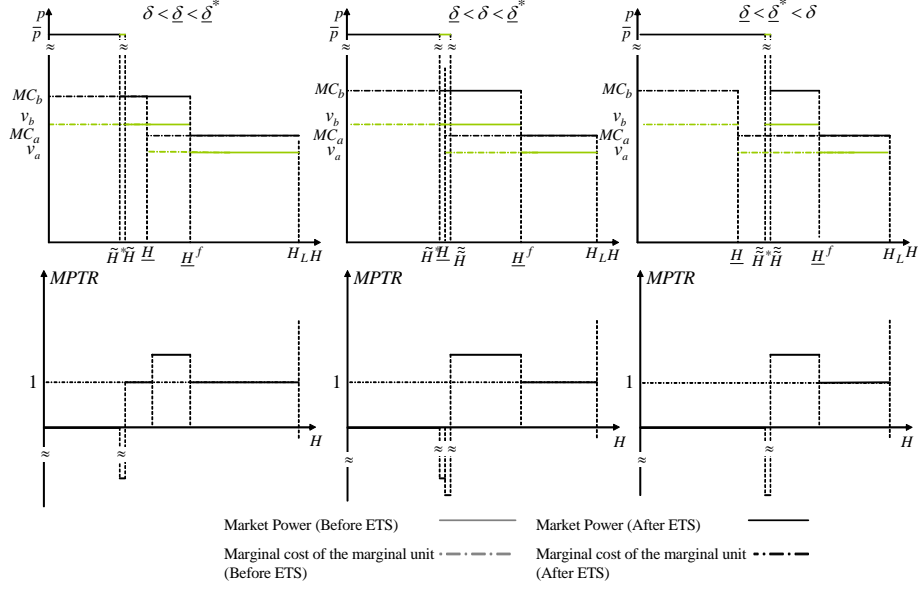 p δ < δ̲ < δ̲* p δ̲ < δ < δ̲* p δ̲ < δ̲* < δ
p̄ p̄ p̄
≈ ≈ ≈ ≈ ≈ ≈ ≈
MC_b MC_b MC_b
v_b v_b v_b
MC_a MC_a MC_a
v_a v_a v_a
H̃* H̃ H̲ H̲^f H_L H H̃* H̲ H̃ H̲^f H_L H H̲ H̃* H̃ H̲^f H_L H
MPTR MPTR MPTR
1 1 1
H H H
≈ ≈ ≈ ≈ ≈ ≈ ≈
Market Power (Before ETS) Market Power (After ETS)
Marginal cost of the marginal unit Marginal cost of the marginal unit
(Before ETS) (After ETS)